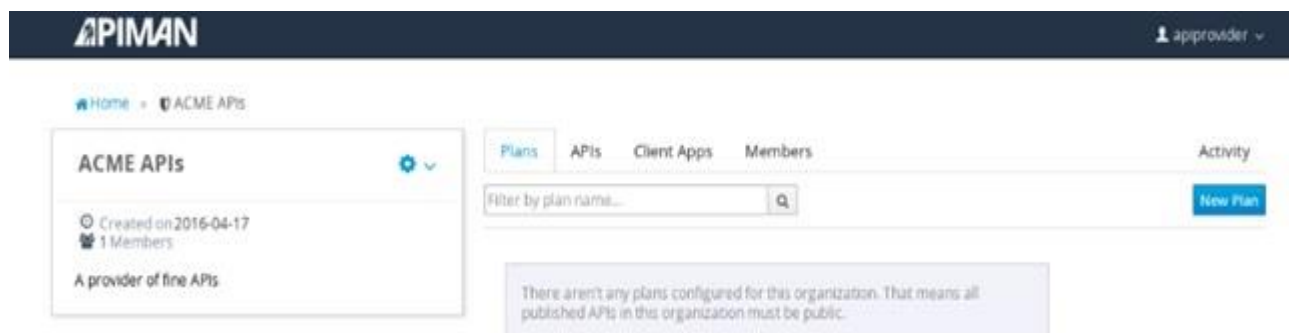 APIMAN
apiprovider
Home » ACME APIs
ACME APIs
Created on 2016-04-17
1 Members
A provider of fine APIs
Plans APIs Client Apps Members Activity
Filter by plan name...
New Plan
There aren't any plans configured for this organization. That means all
published APIs in this organization must be public.